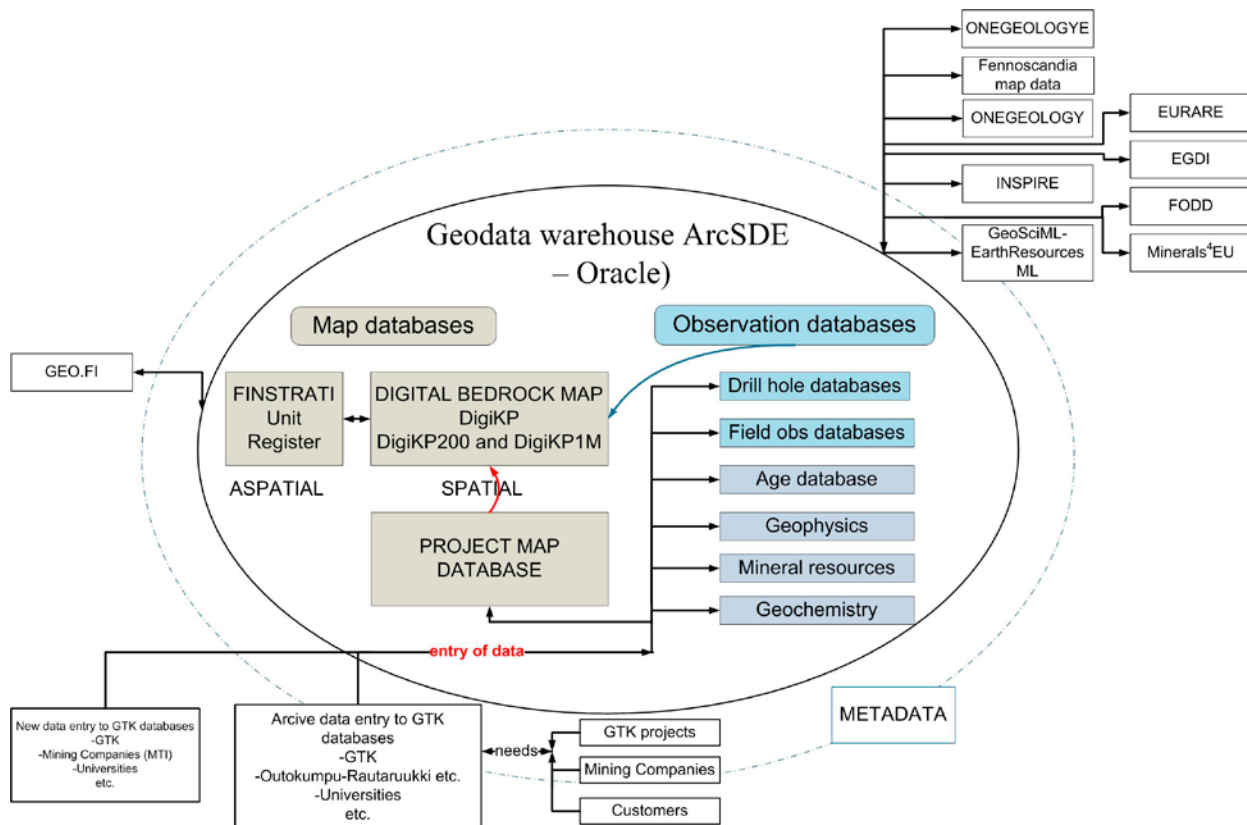 ONEGEOLOGYE
Fennoscandia
map data
ONEGEOLOGY
EURARE
EGDI
INSPIRE
FODD
GeoSciML-
EarthResources
ML
Minerals⁴EU
Geodata warehouse ArcSDE
– Oracle)
Map databases
Observation databases
GEO.FI
FINSTRATI
Unit
Register
DIGITAL BEDROCK MAP
DigiKP
DigiKP200 and DigiKP1M
Drill hole databases
Field obs databases
ASPATIAL
SPATIAL
Age database
PROJECT MAP
DATABASE
Geophysics
Mineral resources
Geochemistry
entry of data
New data entry to GTK databases
-GTK
-Mining Companies (MTI)
-Universities
etc.
Arcive data entry to GTK
databases
-GTK
-Outokumpu-Rautaruukki etc.
-Universities
etc.
needs
GTK projects
Mining Companies
Customers
METADATA